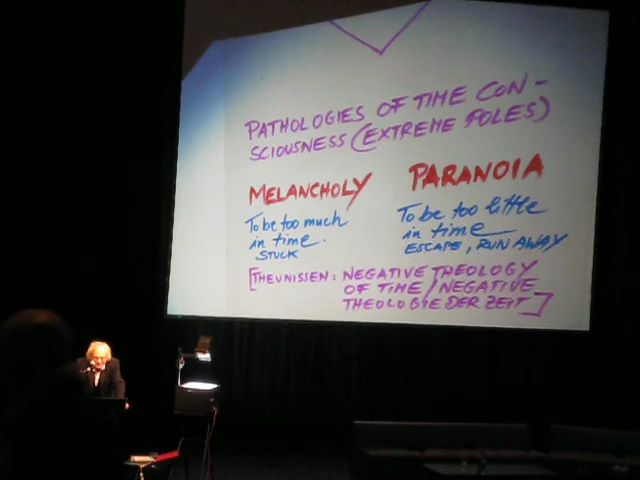 PATHOLOGIES OF TIME CON-
SCIOUSNESS (EXTREME POLES)
MELANCHOLY
To be too much
in time.
STUCK
PARANOIA
To be too little
in time
ESCAPE, RUN AWAY
[THEUNISSEN: NEGATIVE THEOLOGY
OF TIME/NEGATIVE
THEOLOGIE DER ZEIT]